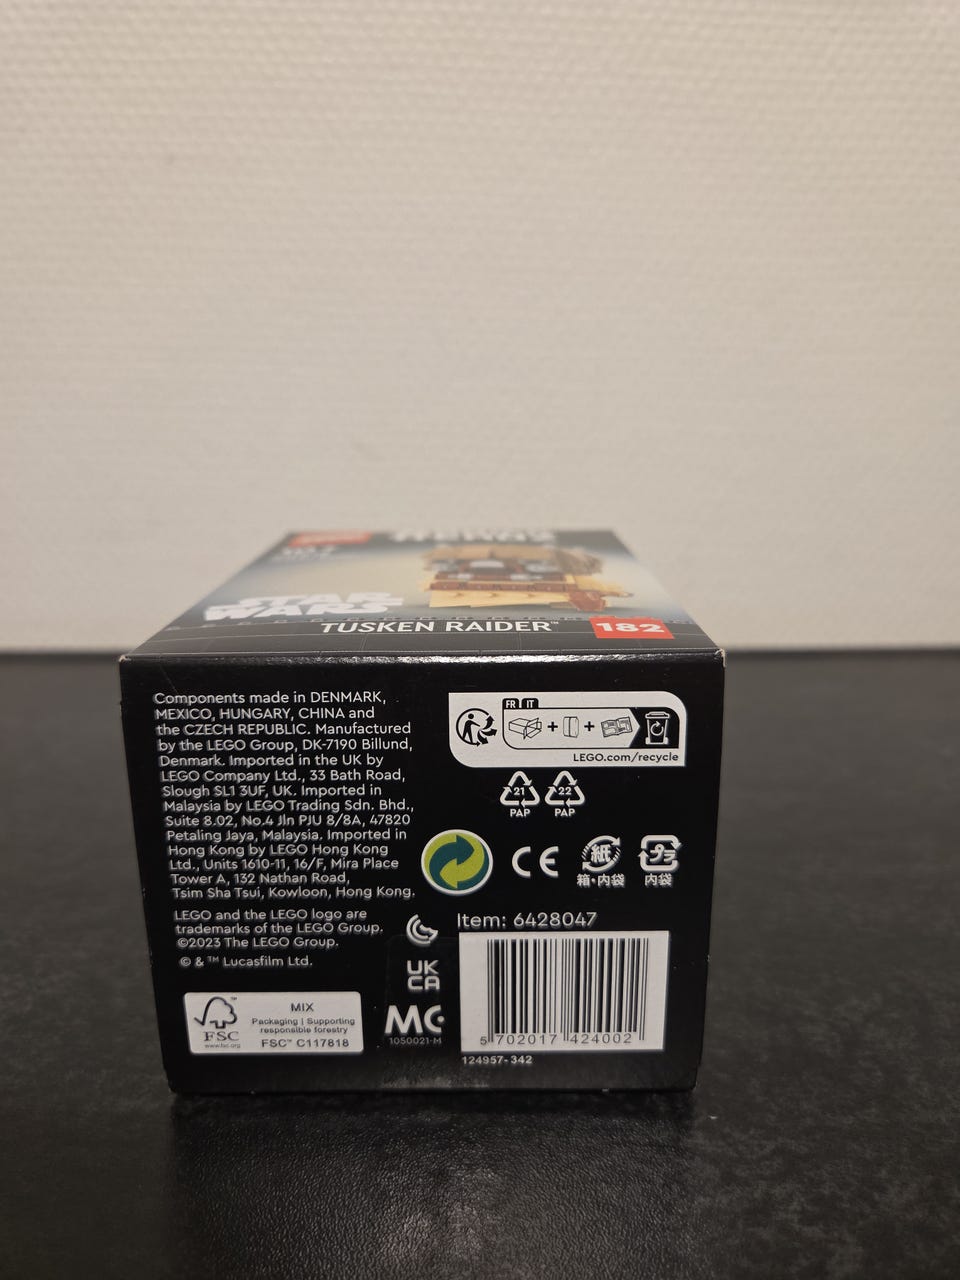 STAR
WARS
TUSKEN RAIDER™
182
Components made in DENMARK,
MEXICO, HUNGARY, CHINA and
the CZECH REPUBLIC. Manufactured
by the LEGO Group, DK-7190 Billund,
Denmark. Imported in the UK by
LEGO Company Ltd., 33 Bath Road,
Slough SL1 3UF, UK. Imported in
Malaysia by LEGO Trading Sdn. Bhd.,
Suite 8.02, No.4 Jln PJU 8/8A, 47820
Petaling Jaya, Malaysia. Imported in
Hong Kong by LEGO Hong Kong
Ltd., Units 1610-11, 16/F, Mira Place
Tower A, 132 Nathan Road,
Tsim Sha Tsui, Kowloon, Hong Kong.
LEGO and the LEGO logo are
trademarks of the LEGO Group.
©2023 The LEGO Group.
© & ™ Lucasfilm Ltd.
FSC™
www.fsc.org
MIX
Packaging | Supporting
responsible forestry
FSC™ C117818
FR IT
LEGO.com/recycle
21 22
PAP PAP
CE
紙 プラ
箱・内袋 内袋
Item: 6428047
UK
CA
1050021-M
5 702017 424002
124957-342